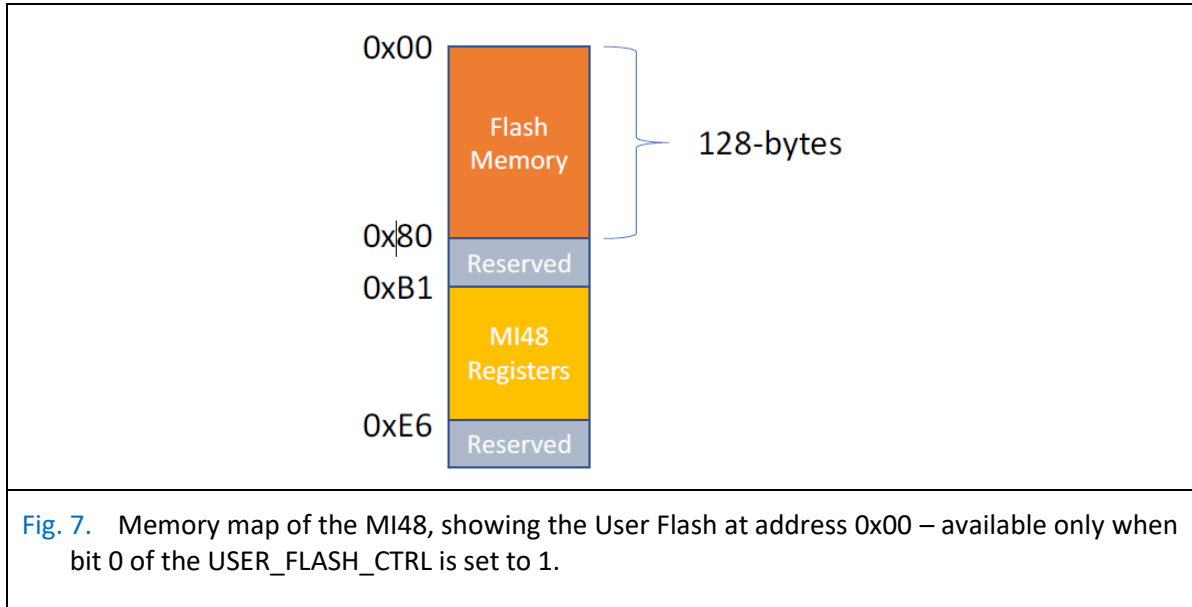 0x00
Flash
Memory
128-bytes
0x80
Reserved
0xB1
MI48
Registers
0xE6
Reserved
Fig. 7. Memory map of the MI48, showing the User Flash at address 0x00 – available only when
bit 0 of the USER_FLASH_CTRL is set to 1.